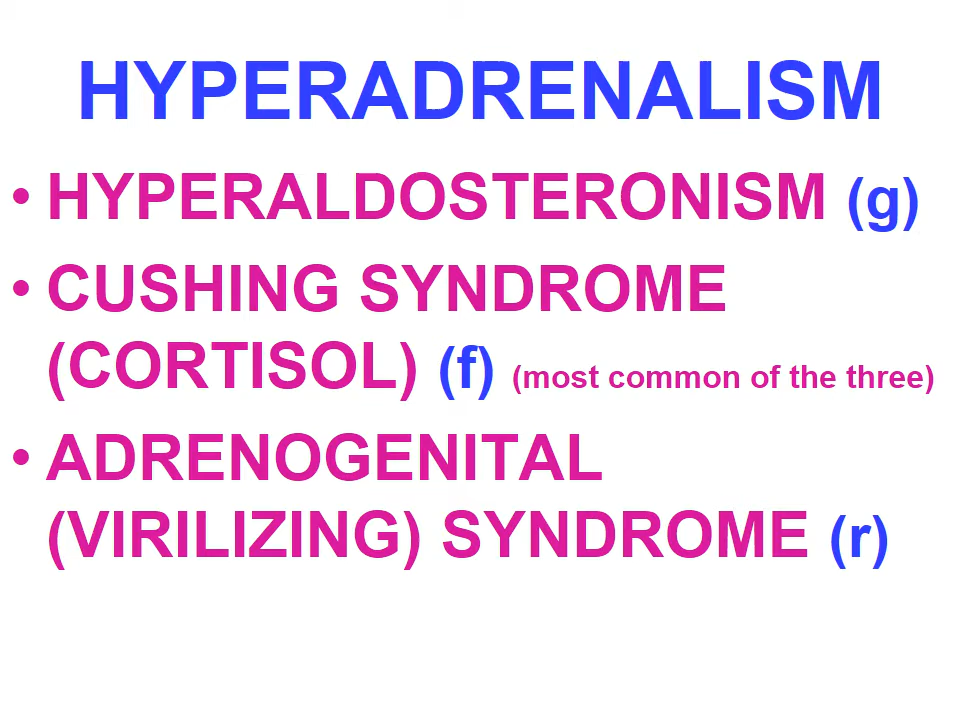 HYPERADRENALISM
• HYPERALDOSTERONISM (g)
• CUSHING SYNDROME
(CORTISOL) (f) (most common of the three)
• ADRENOGENITAL
(VIRILIZING) SYNDROME (r)